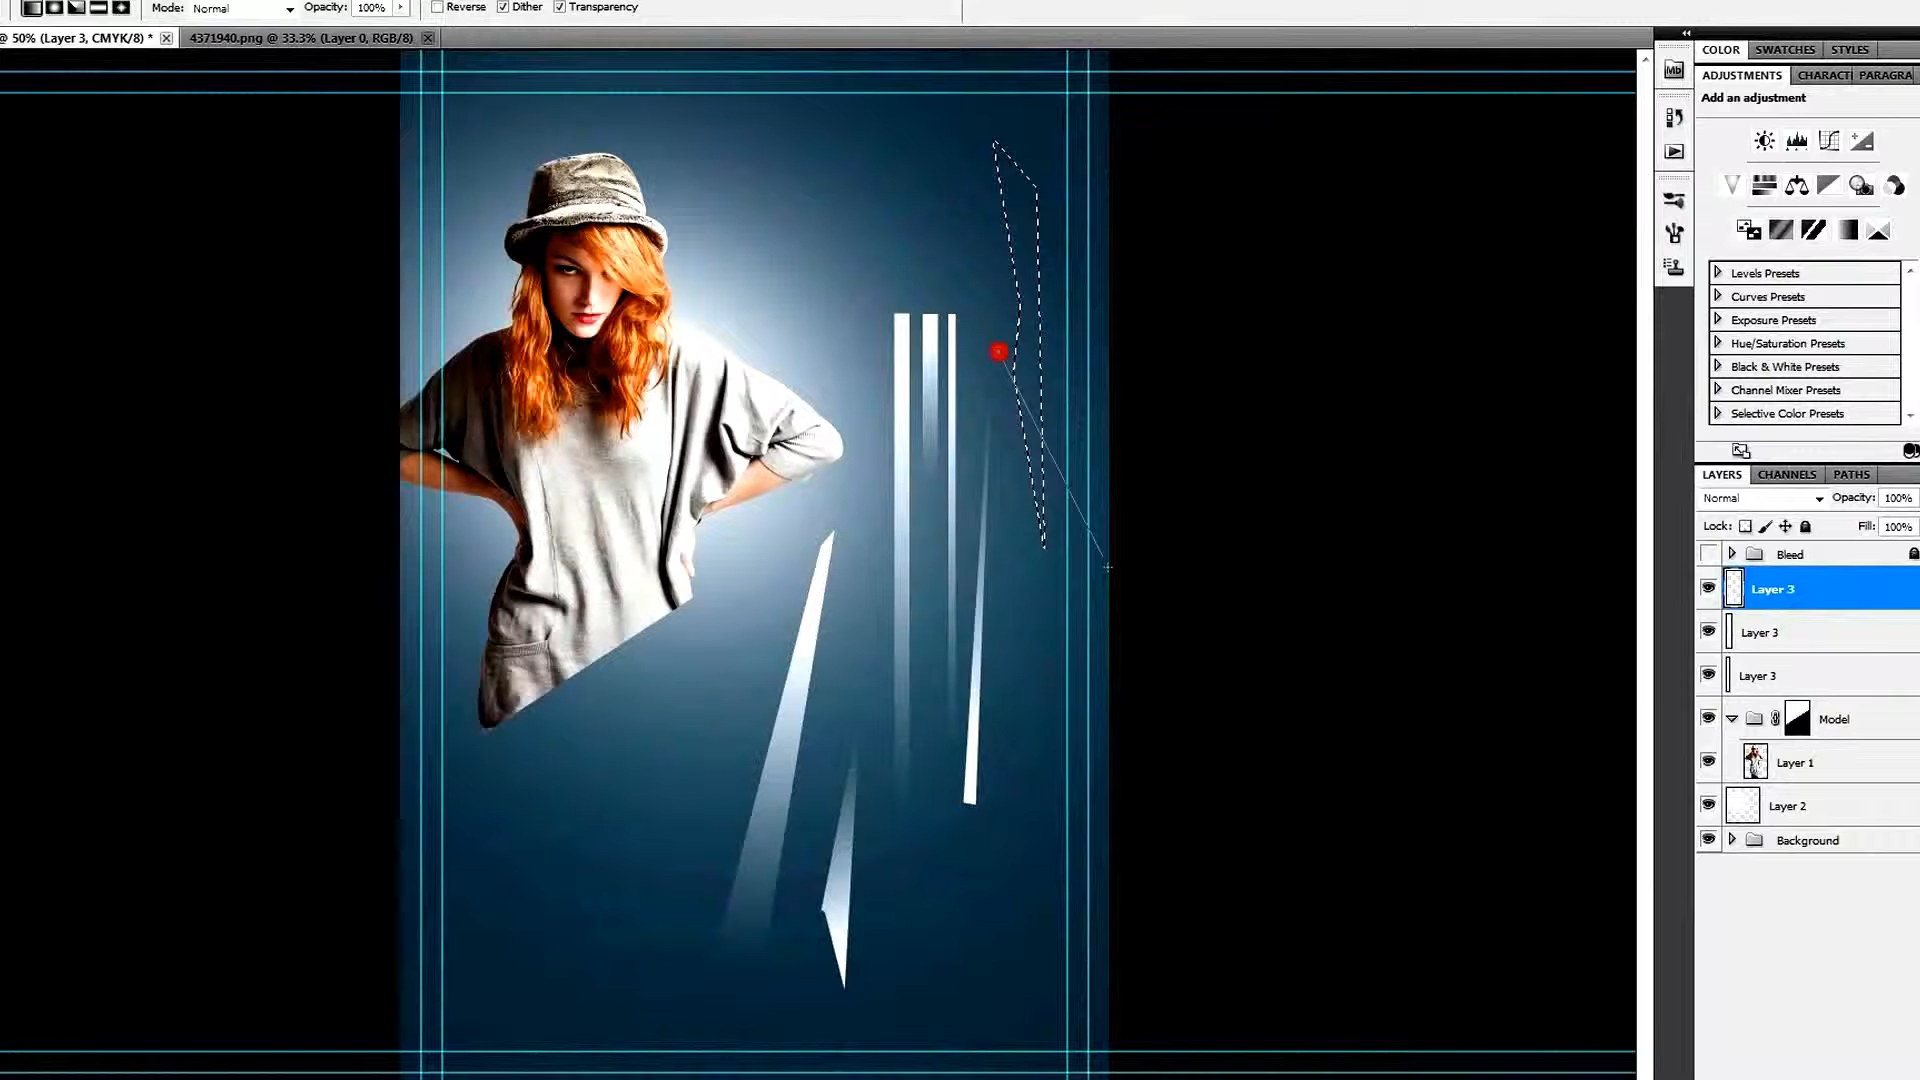 Mode: Normal Opacity: 100% Reverse Dither Transparency
@ 50% (Layer 3, CMYK/8) * 4371940.png @ 33.3% (Layer 0, RGB/8)
COLOR SWATCHES STYLES
Mb
ADJUSTMENTS CHARACT PARAGRA
Add an adjustment
Levels Presets
Curves Presets
Exposure Presets
Hue/Saturation Presets
Black & White Presets
Channel Mixer Presets
Selective Color Presets
LAYERS CHANNELS PATHS
Normal Opacity: 100%
Lock: Fill: 100%
Bleed
Layer 3
Layer 3
Layer 3
Model
Layer 1
Layer 2
Background